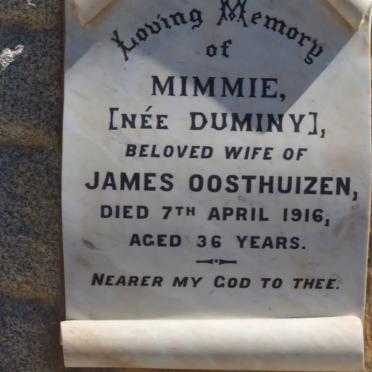 Loving Memory
of
MIMMIE,
[NÉE DUMINY],
BELOVED WIFE OF
JAMES OOSTHUIZEN,
DIED 7TH APRIL 1916,
AGED 36 YEARS.
NEARER MY GOD TO THEE.